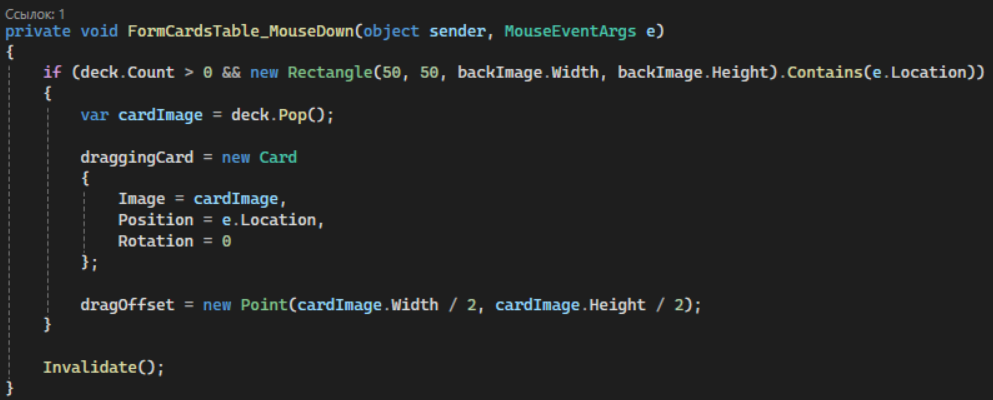 Ссылок: 1
private void FormCardsTable_MouseDown(object sender, MouseEventArgs e)
{
    if (deck.Count > 0 && new Rectangle(50, 50, backImage.Width, backImage.Height).Contains(e.Location))
    {
        var cardImage = deck.Pop();

        draggingCard = new Card
        {
            Image = cardImage,
            Position = e.Location,
            Rotation = 0
        };

        dragOffset = new Point(cardImage.Width / 2, cardImage.Height / 2);
    }

    Invalidate();
}